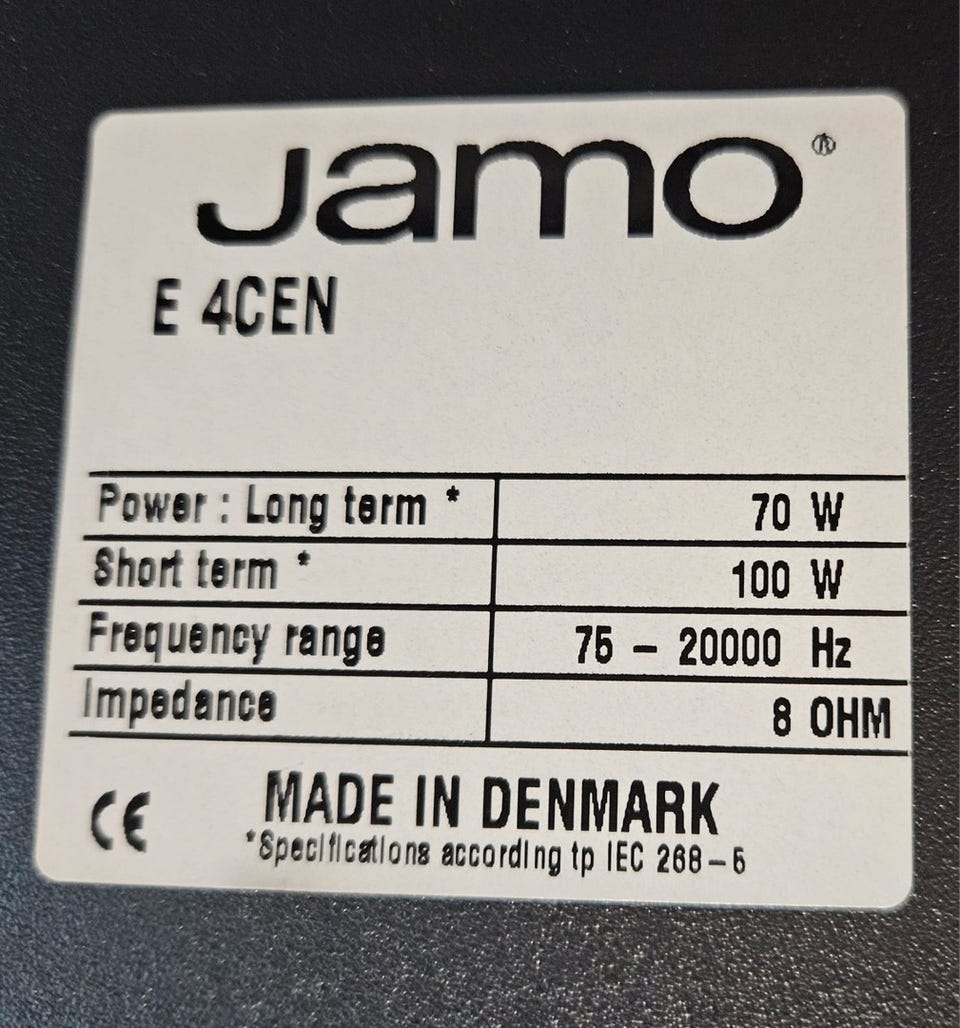 Jamo®
E 4CEN
Power : Long term * 70 W
Short term * 100 W
Frequency range 75 – 20000 Hz
Impedance 8 OHM
CE MADE IN DENMARK
*Specifications according tp IEC 268–5